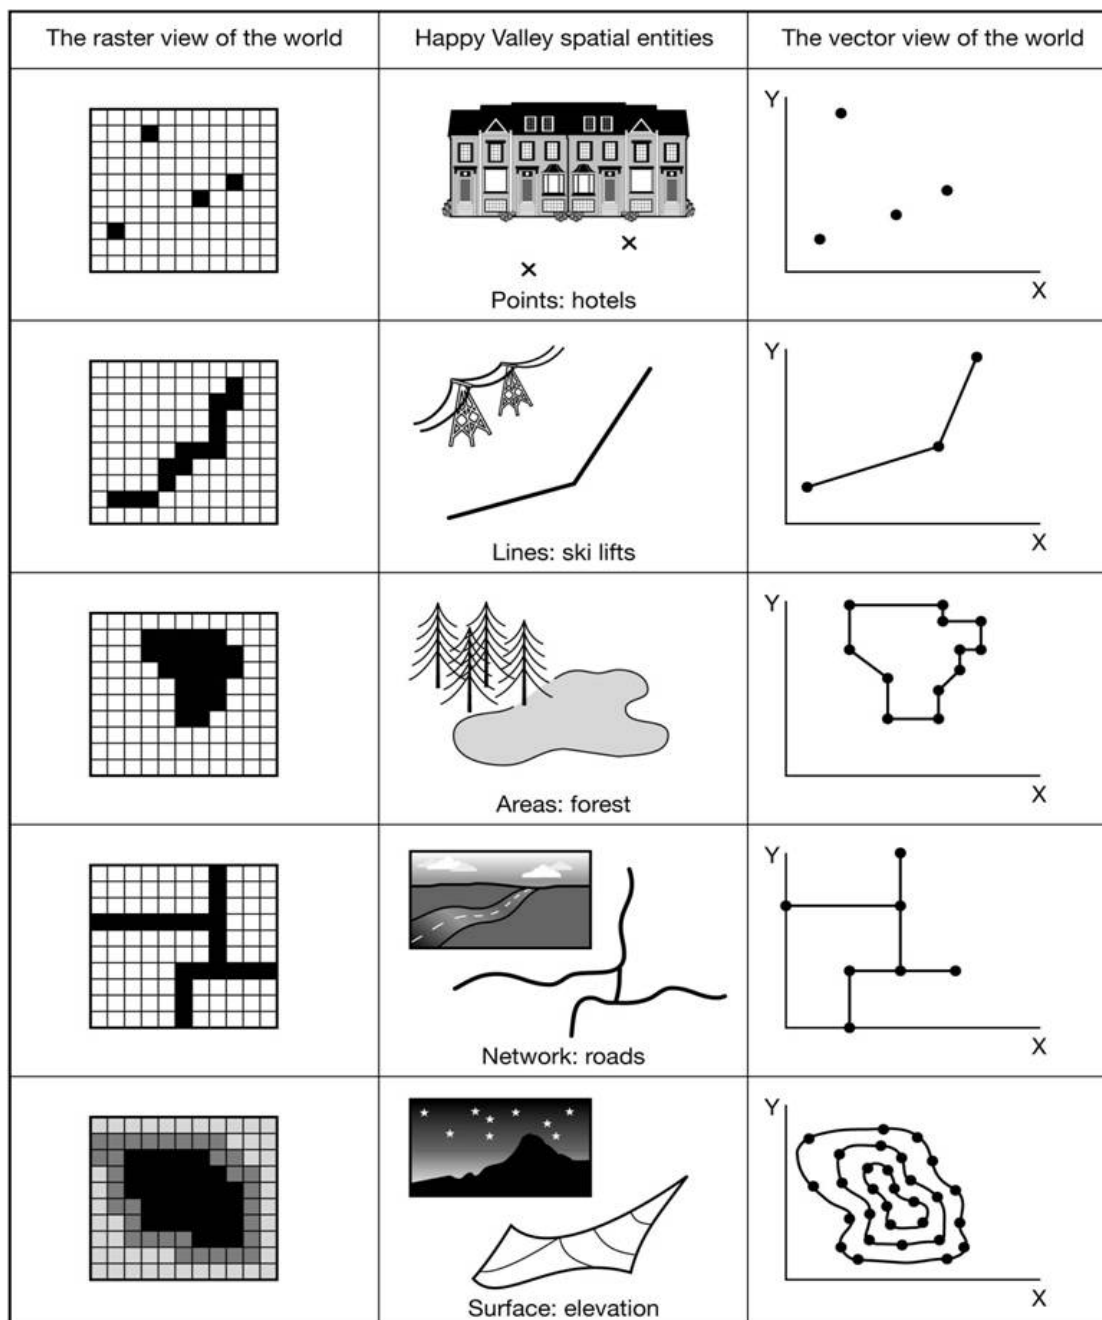 The raster view of the world
Happy Valley spatial entities
The vector view of the world
Y
X
Points: hotels
Y
X
Lines: ski lifts
Y
X
Areas: forest
Y
X
Network: roads
Y
X
Surface: elevation